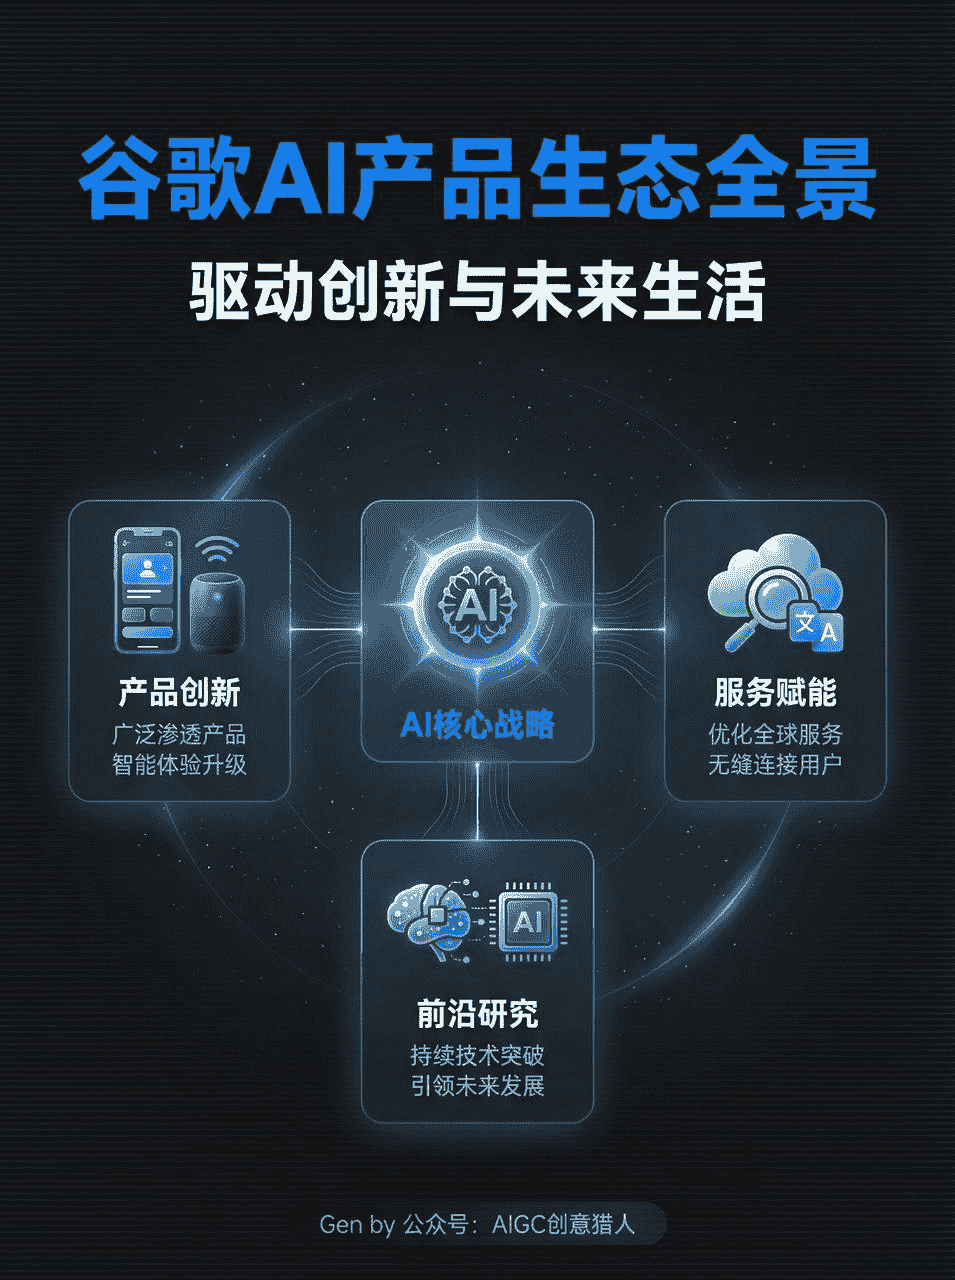 谷歌AI产品生态全景
驱动创新与未来生活
产品创新
广泛渗透产品
智能体验升级
AI
AI核心战略
文A
服务赋能
优化全球服务
无缝连接用户
AI
前沿研究
持续技术突破
引领未来发展
Gen by 公众号：AIGC创意猎人